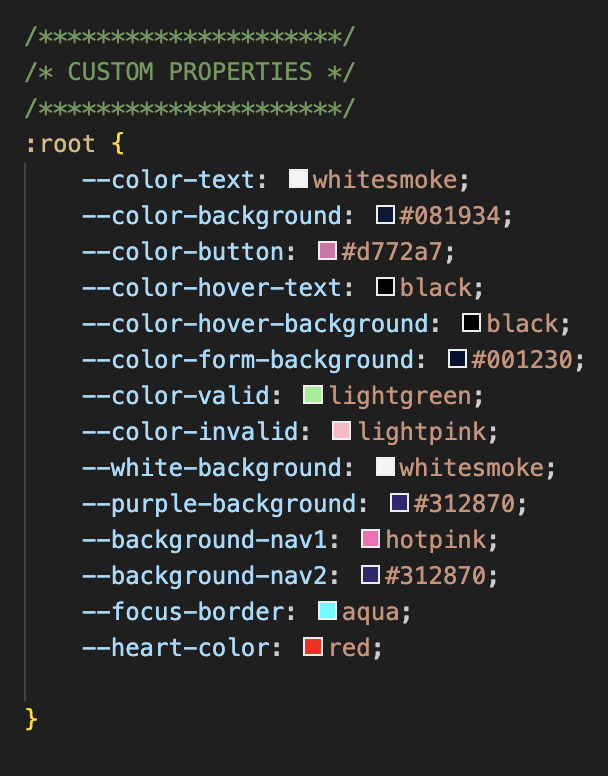 /*********************/
/* CUSTOM PROPERTIES */
/*********************/
:root {
    --color-text: whitesmoke;
    --color-background: #081934;
    --color-button: #d772a7;
    --color-hover-text: black;
    --color-hover-background: black;
    --color-form-background: #001230;
    --color-valid: lightgreen;
    --color-invalid: lightpink;
    --white-background: whitesmoke;
    --purple-background: #312870;
    --background-nav1: hotpink;
    --background-nav2: #312870;
    --focus-border: aqua;
    --heart-color: red;
}